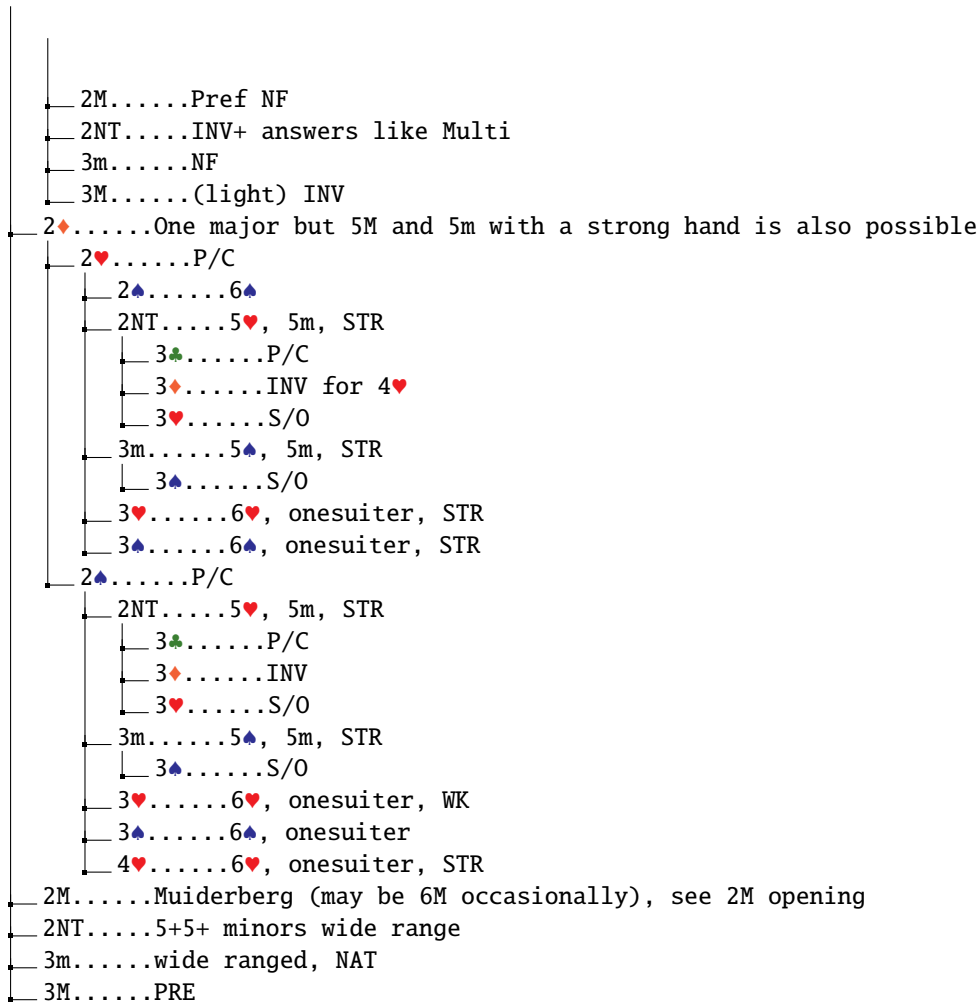 2M......Pref NF
2NT.....INV+ answers like Multi
3m......NF
3M......(light) INV
2♦......One major but 5M and 5m with a strong hand is also possible
2♥......P/C
2♠......6♠
2NT.....5♥, 5m, STR
3♣......P/C
3♦......INV for 4♥
3♥......S/O
3m......5♠, 5m, STR
3♠......S/O
3♥......6♥, onesuiter, STR
3♠......6♠, onesuiter, STR
2♠......P/C
2NT.....5♥, 5m, STR
3♣......P/C
3♦......INV
3♥......S/O
3m......5♠, 5m, STR
3♠......S/O
3♥......6♥, onesuiter, WK
3♠......6♠, onesuiter
4♥......6♥, onesuiter, STR
2M......Muiderberg (may be 6M occasionally), see 2M opening
2NT.....5+5+ minors wide range
3m......wide ranged, NAT
3M......PRE